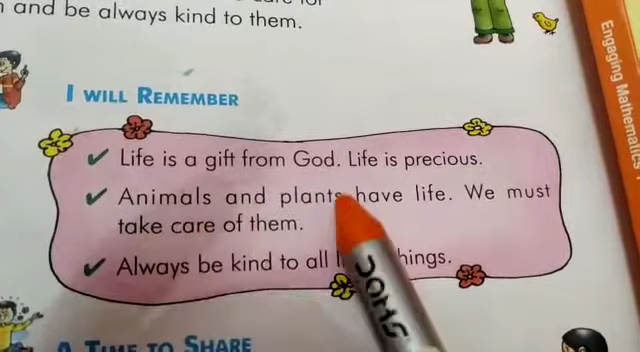 and be always kind to them.
I WILL REMEMBER
✔ Life is a gift from God. Life is precious.
✔ Animals and plants have life. We must
take care of them.
✔ Always be kind to all
A TIME TO SHARE
Engaging Mathematics
DOMS